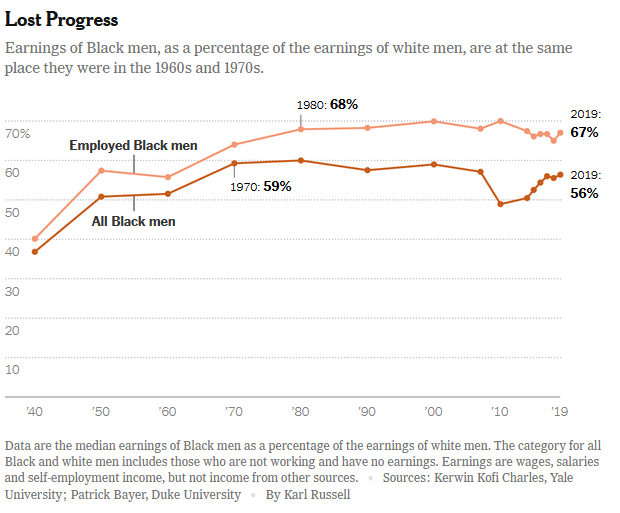 Lost Progress
Earnings of Black men, as a percentage of the earnings of white men, are at the same
place they were in the 1960s and 1970s.
1980: 68%
2019:
67%
70%
Employed Black men
60
2019:
56%
1970: 59%
50
All Black men
40
30
20
10
'40 '50 '60 '70 '80 '90 '00 '10 '19
Data are the median earnings of Black men as a percentage of the earnings of white men. The category for all
Black and white men includes those who are not working and have no earnings. Earnings are wages, salaries
and self-employment income, but not income from other sources. • Sources: Kerwin Kofi Charles, Yale
University; Patrick Bayer, Duke University • By Karl Russell